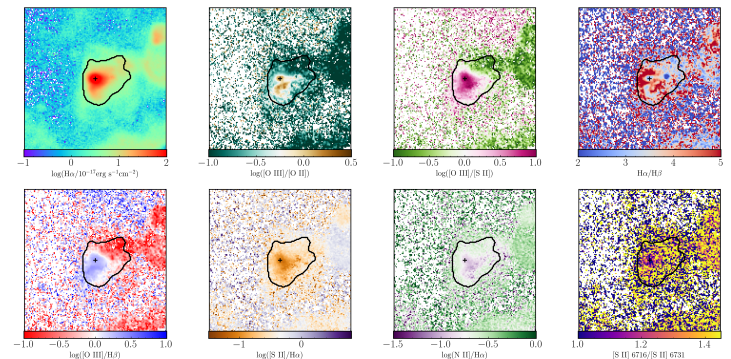 −1 0 1 2
log(Hα/10⁻¹⁷erg s⁻¹cm⁻²)
−1.0 −0.5 0.0 0.5
log([O III]/[O II])
−1.0 −0.5 0.0 0.5 1.0
log([O III]/[S II])
2 3 4 5
Hα/Hβ
−1.0 −0.5 0.0 0.5 1.0
log([O III]/Hβ)
−1 0
log([S II]/Hα)
−1.5 −1.0 −0.5 0.0
log(N II]/Hα)
1.0 1.2 1.4
[S II] 6716/[S II] 6731